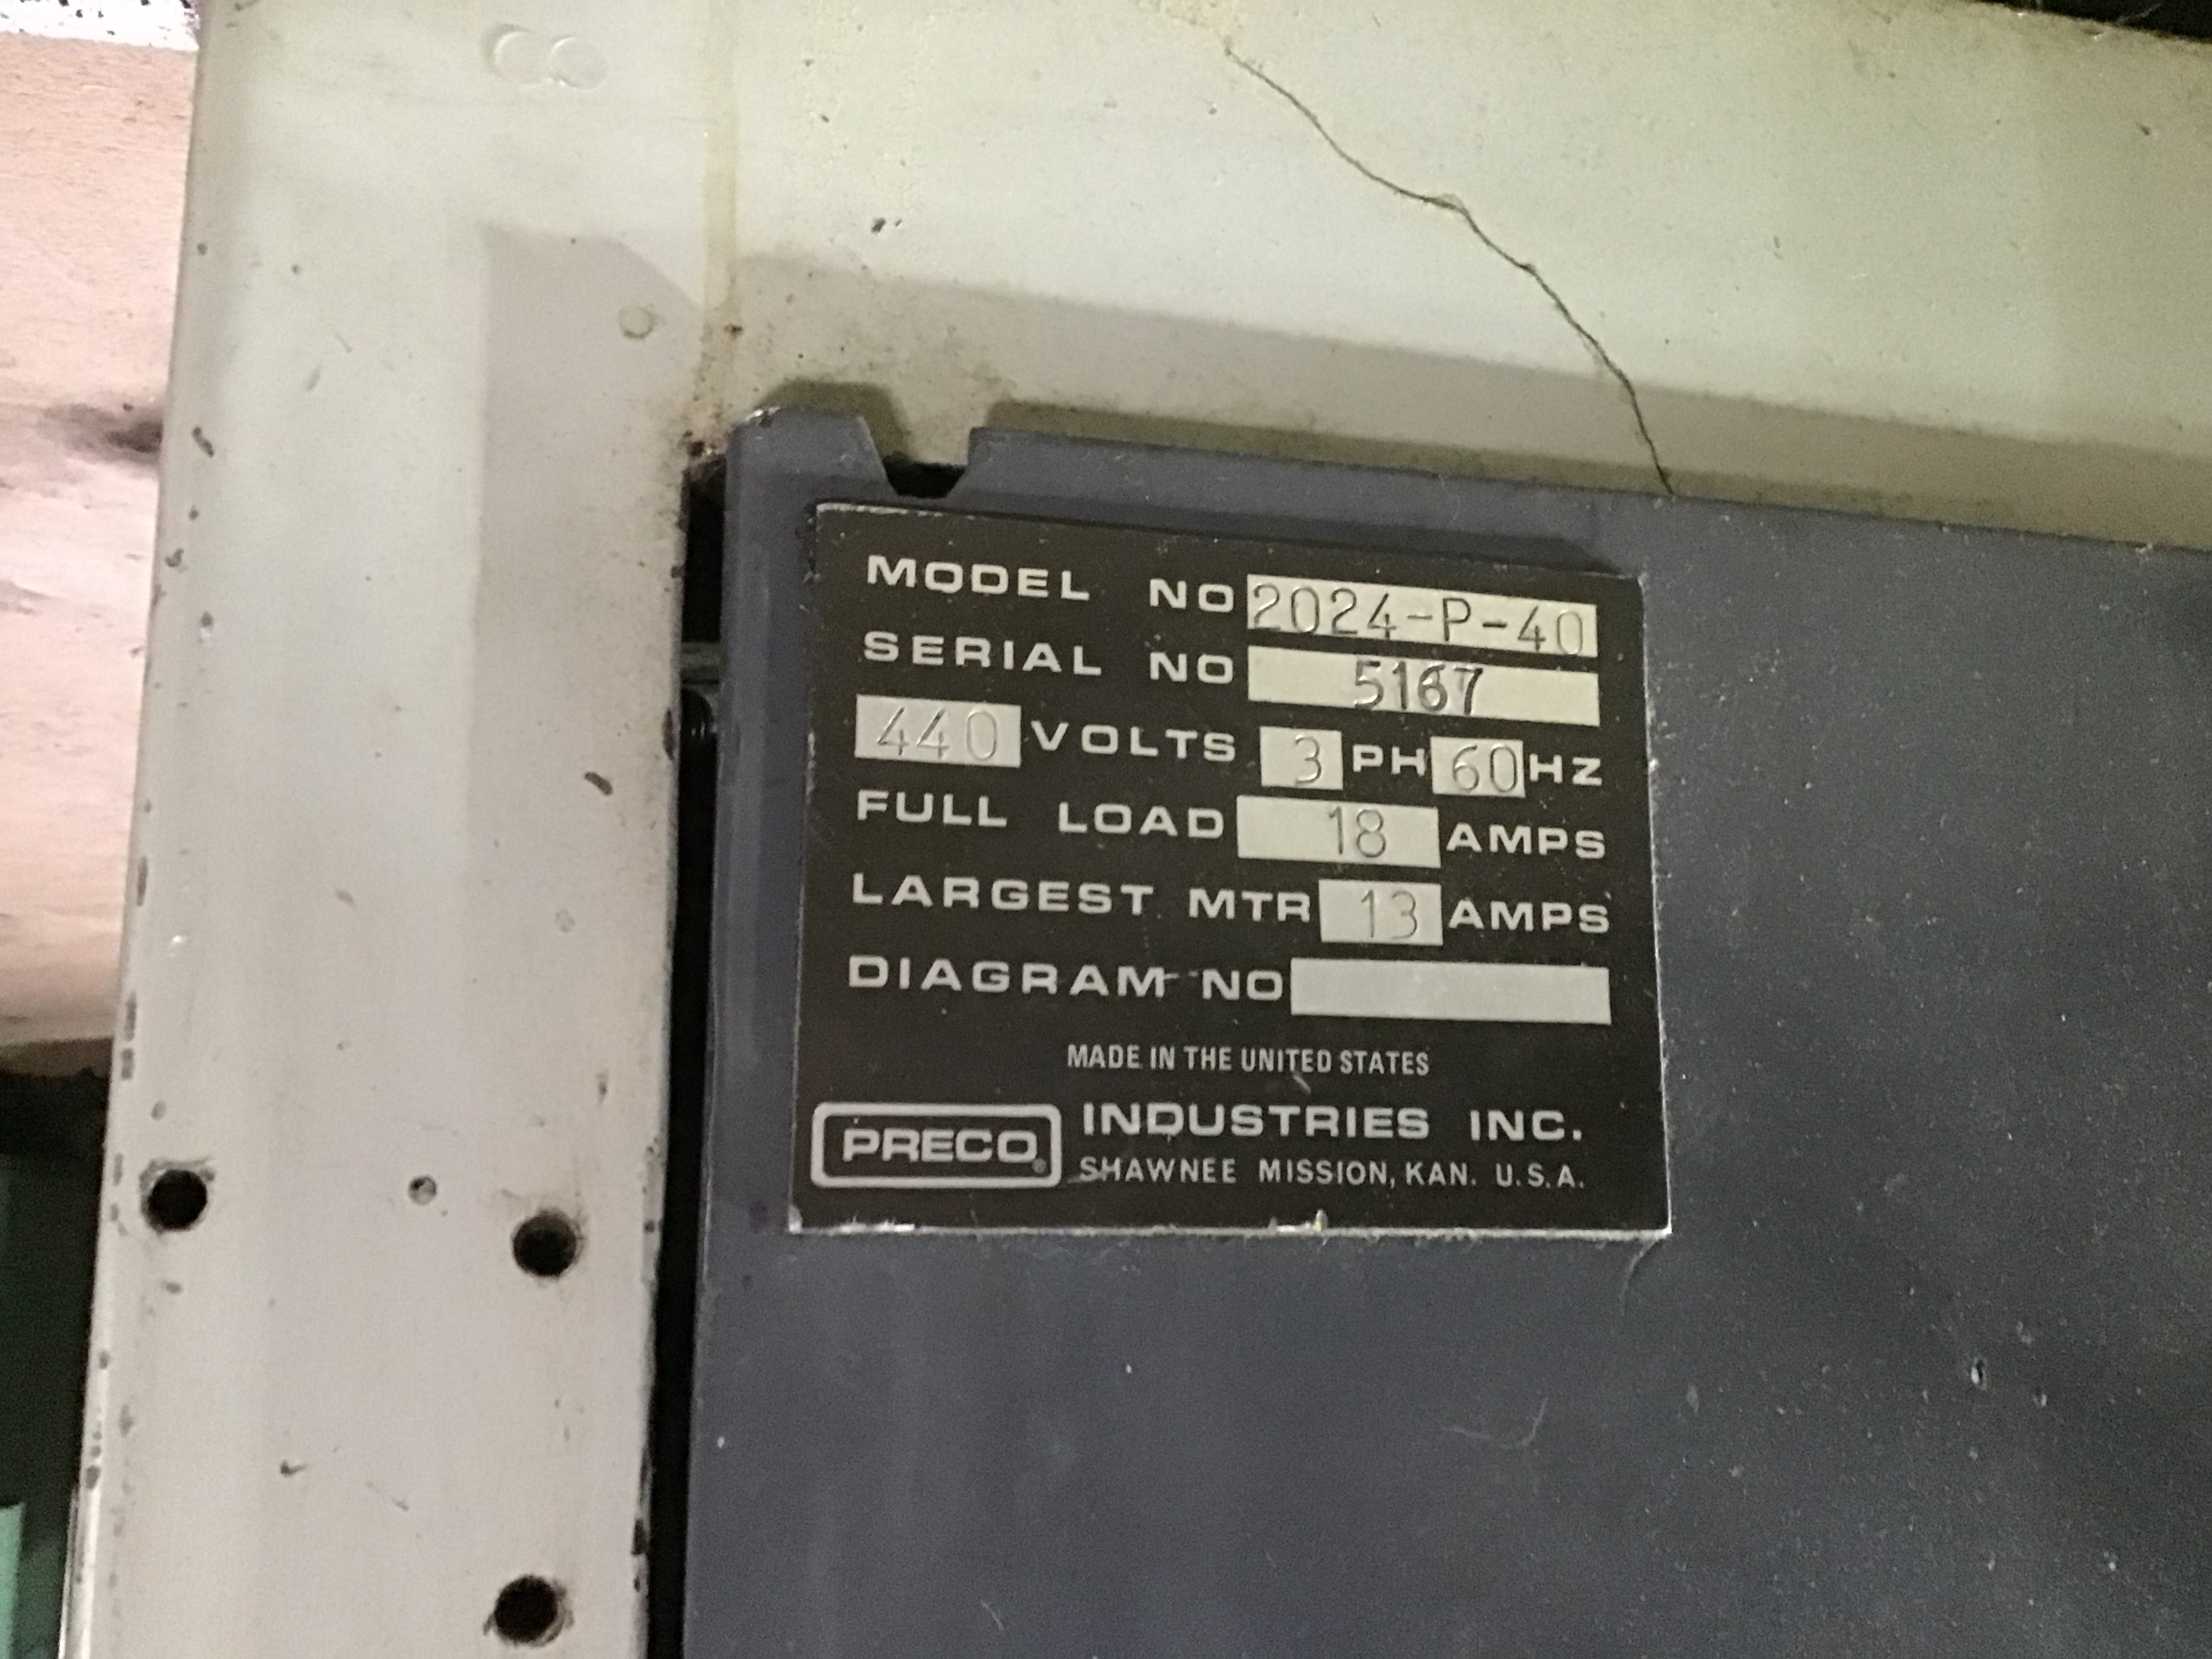 MODEL NO 2024-P-40
SERIAL NO 5167
440 VOLTS 3 PH 60 HZ
FULL LOAD 18 AMPS
LARGEST MTR 13 AMPS
DIAGRAM NO
MADE IN THE UNITED STATES
PRECO® INDUSTRIES INC.
SHAWNEE MISSION, KAN. U.S.A.